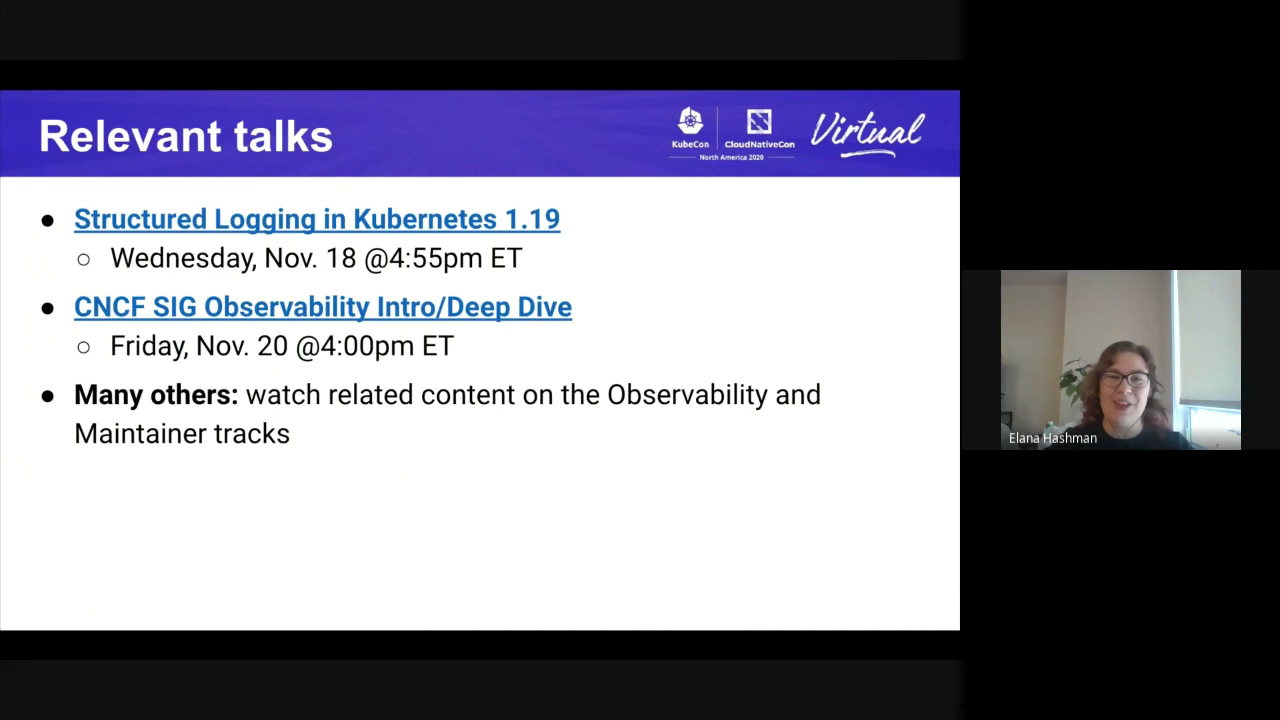 Relevant talks
KubeCon
CloudNativeCon
North America 2020
Virtual
● Structured Logging in Kubernetes 1.19
○ Wednesday, Nov. 18 @4:55pm ET
● CNCF SIG Observability Intro/Deep Dive
○ Friday, Nov. 20 @4:00pm ET
● Many others: watch related content on the Observability and
Maintainer tracks
Elana Hashman